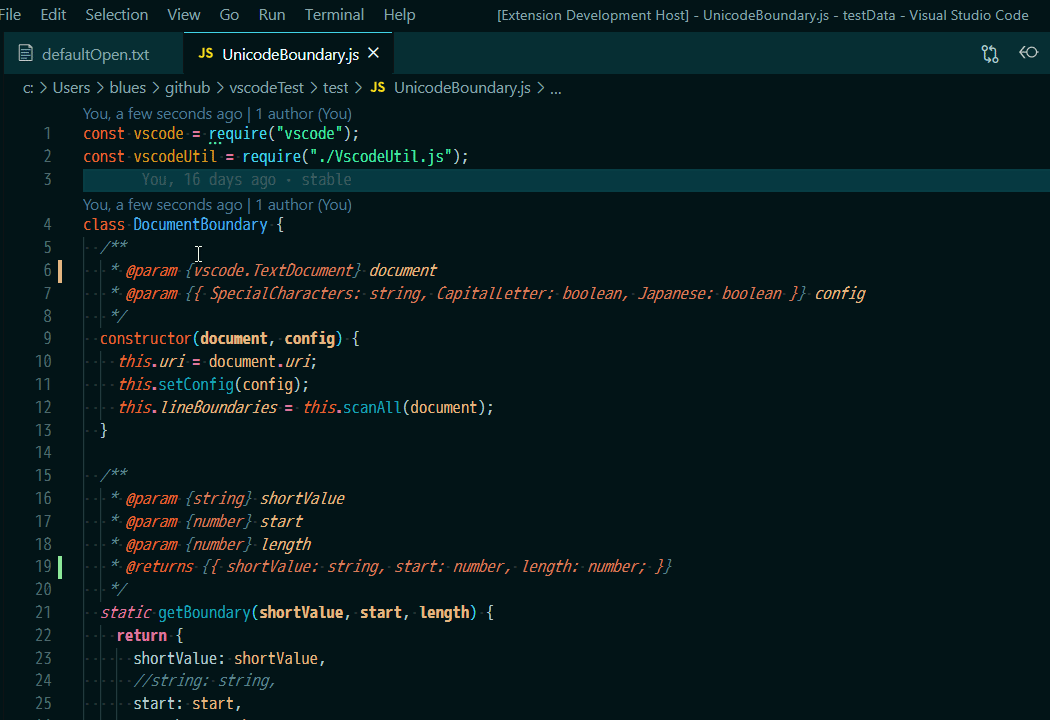 File Edit Selection View Go Run Terminal Help [Extension Development Host] - UnicodeBoundary.js - testData - Visual Studio Code
defaultOpen.txt JS UnicodeBoundary.js
c: > Users > blues > github > vscodeTest > test > JS UnicodeBoundary.js > ...
You, a few seconds ago | 1 author (You)
1 const vscode = require("vscode");
2 const vscodeUtil = require("./VscodeUtil.js");
3 You, 16 days ago · stable
You, a few seconds ago | 1 author (You)
4 class DocumentBoundary {
5 /**
6 * @param {vscode.TextDocument} document
7 * @param {{ SpecialCharacters: string, CapitalLetter: boolean, Japanese: boolean }} config
8 */
9 constructor(document, config) {
10 this.uri = document.uri;
11 this.setConfig(config);
12 this.lineBoundaries = this.scanAll(document);
13 }
14
15 /**
16 * @param {string} shortValue
17 * @param {number} start
18 * @param {number} length
19 * @returns {{ shortValue: string, start: number, length: number; }}
20 */
21 static getBoundary(shortValue, start, length) {
22 return {
23 shortValue: shortValue,
24 //string: string,
25 start: start,